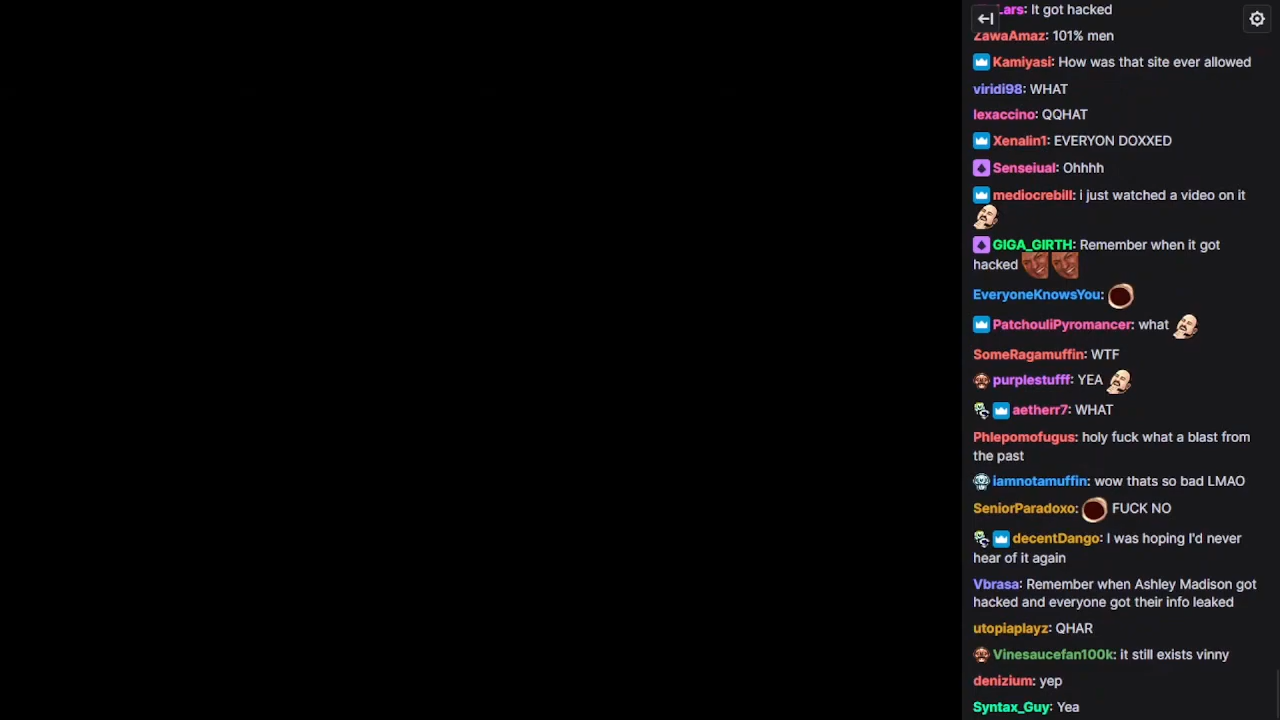 Lars: It got hacked
ZawaAmaz: 101% men
Kamiyasi: How was that site ever allowed
viridi98: WHAT
lexaccino: QQHAT
Xenalin1: EVERYON DOXXED
Senseiual: Ohhhh
mediocrebill: i just watched a video on it
GIGA_GIRTH: Remember when it got
hacked
EveryoneKnowsYou:
PatchouliPyromancer: what
SomeRagamuffin: WTF
purplestufff: YEA
aetherr7: WHAT
Phlepomofugus: holy fuck what a blast from
the past
iamnotamuffin: wow thats so bad LMAO
SeniorParadoxo: FUCK NO
decentDango: I was hoping I'd never
hear of it again
Vbrasa: Remember when Ashley Madison got
hacked and everyone got their info leaked
utopiaplayz: QHAR
Vinesaucefan100k: it still exists vinny
denizium: yep
Syntax_Guy: Yea